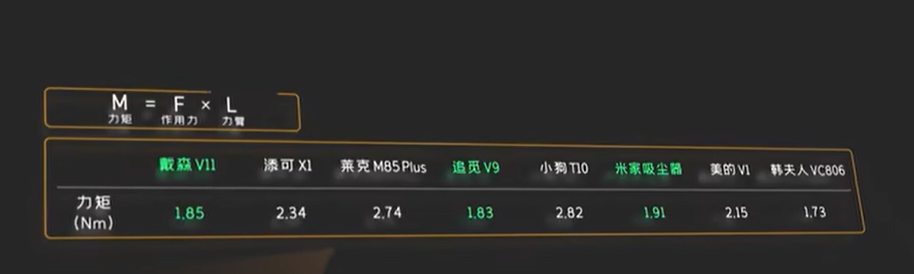 M = F × L
力矩 作用力 力臂
戴森 V11 添可 X1 莱克 M85 Plus 追觅 V9 小狗 T10 米家吸尘器 美的 V1 韩夫人 VC806
力矩
(Nm) 1.85 2.34 2.74 1.83 2.82 1.91 2.15 1.73